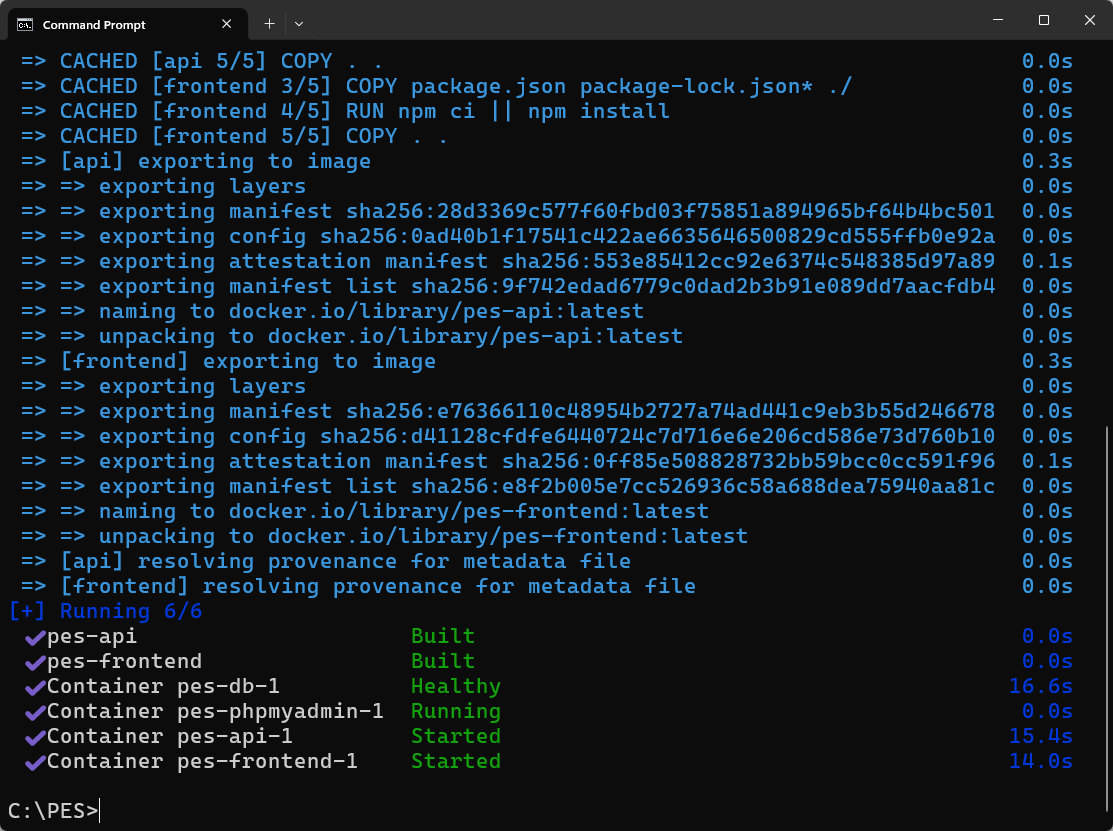 Command Prompt
=> CACHED [api 5/5] COPY . . 0.0s
=> CACHED [frontend 3/5] COPY package.json package-lock.json* ./ 0.0s
=> CACHED [frontend 4/5] RUN npm ci || npm install 0.0s
=> CACHED [frontend 5/5] COPY . . 0.0s
=> [api] exporting to image 0.3s
=> => exporting layers 0.0s
=> => exporting manifest sha256:28d3369c577f60fbd03f75851a894965bf64b4bc501 0.0s
=> => exporting config sha256:0ad40b1f17541c422ae6635646500829cd555ffb0e92a 0.0s
=> => exporting attestation manifest sha256:553e85412cc92e6374c548385d97a89 0.1s
=> => exporting manifest list sha256:9f742edad6779c0dad2b3b91e089dd7aacfdb4 0.0s
=> => naming to docker.io/library/pes-api:latest 0.0s
=> => unpacking to docker.io/library/pes-api:latest 0.0s
=> [frontend] exporting to image 0.3s
=> => exporting layers 0.0s
=> => exporting manifest sha256:e76366110c48954b2727a74ad441c9eb3b55d246678 0.0s
=> => exporting config sha256:d41128cfdfe6440724c7d716e6e206cd586e73d760b10 0.0s
=> => exporting attestation manifest sha256:0ff85e508828732bb59bcc0cc591f96 0.1s
=> => exporting manifest list sha256:e8f2b005e7cc526936c58a688dea75940aa81c 0.0s
=> => naming to docker.io/library/pes-frontend:latest 0.0s
=> => unpacking to docker.io/library/pes-frontend:latest 0.0s
=> [api] resolving provenance for metadata file 0.0s
=> [frontend] resolving provenance for metadata file 0.0s
[+] Running 6/6
✔pes-api Built 0.0s
✔pes-frontend Built 0.0s
✔Container pes-db-1 Healthy 16.6s
✔Container pes-phpmyadmin-1 Running 0.0s
✔Container pes-api-1 Started 15.4s
✔Container pes-frontend-1 Started 14.0s
C:\PES>